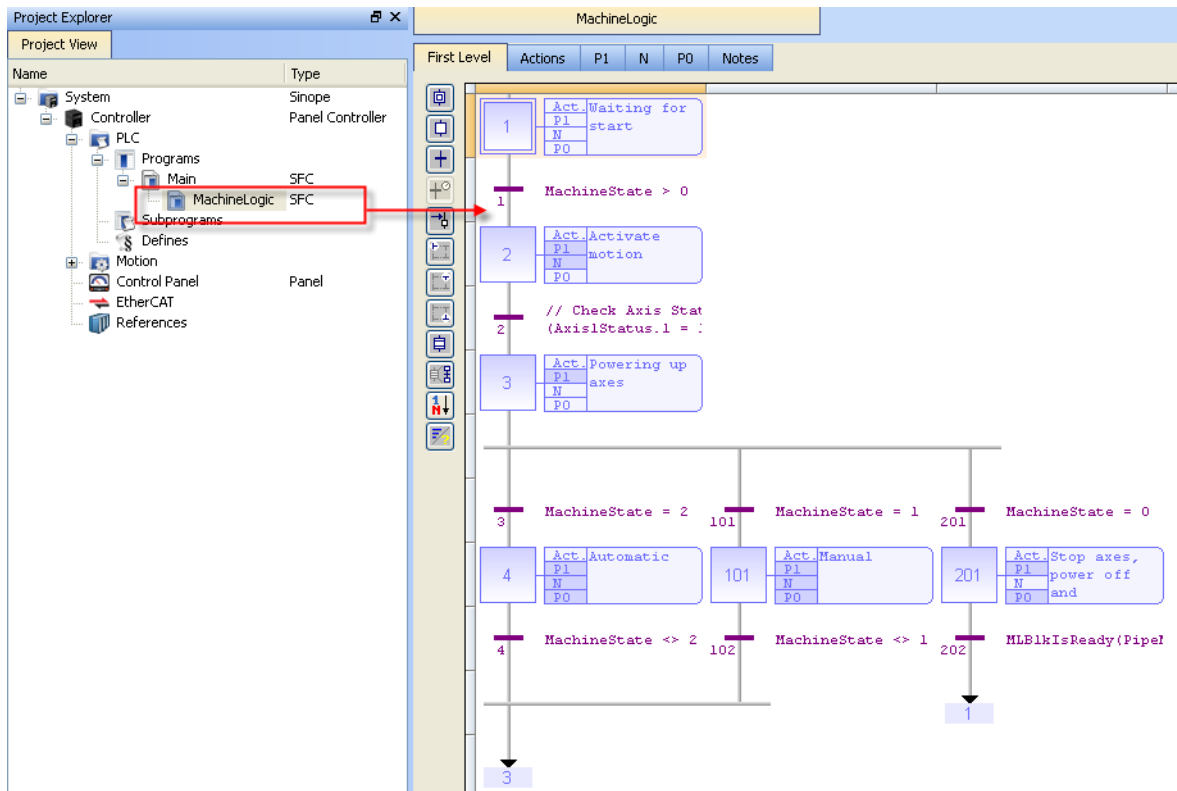 Project Explorer
Project View
Name Type
System Sinope
Controller Panel Controller
PLC
Programs
Main SFC
MachineLogic SFC
Subprograms
Defines
Motion
Control Panel Panel
EtherCAT
References
MachineLogic
First Level Actions P1 N P0 Notes
1 Act. Waiting for
P1 start
N
P0
1 MachineState > 0
2 Act. Activate
P1 motion
N
P0
// Check Axis Stat
2 (Axis1Status.1 =
3 Act. Powering up
P1 axes
N
P0
3 MachineState = 2 101 MachineState = 1 201 MachineState = 0
4 Act. Automatic
P1
N
P0
101 Act. Manual
P1
N
P0
201 Act. Stop axes,
P1 power off
N and
P0
4 MachineState <> 2 102 MachineState <> 1 202 MLBlkIsReady(PipeN
1
3